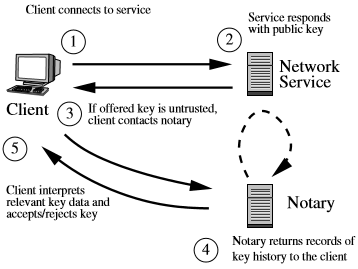 Client connects to service
1
2
Service responds
with public key
Network
Service
Client
3
If offered key is untrusted,
client contacts notary
5
Client interprets
relevant key data and
accepts/rejects key
Notary
4
Notary returns records of
key history to the client